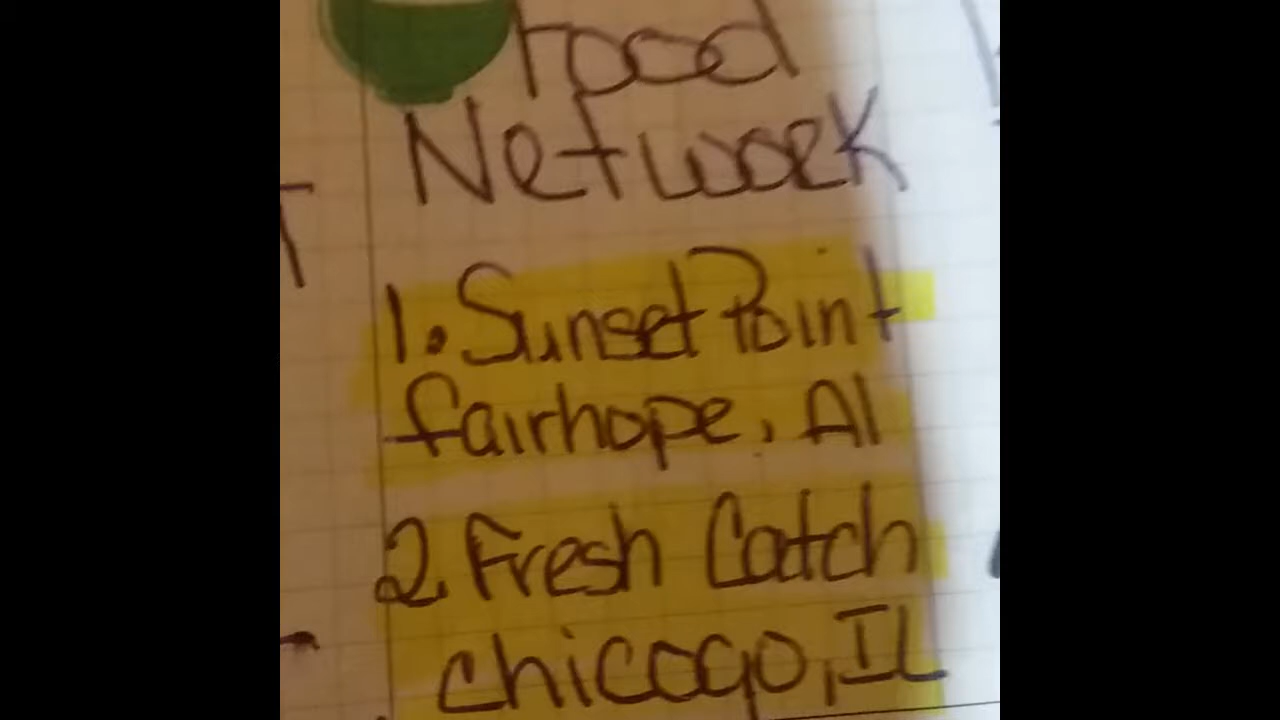 Food
Network
1. Sunset Point
fairhope, Al
2. Fresh Catch
chicago, IL